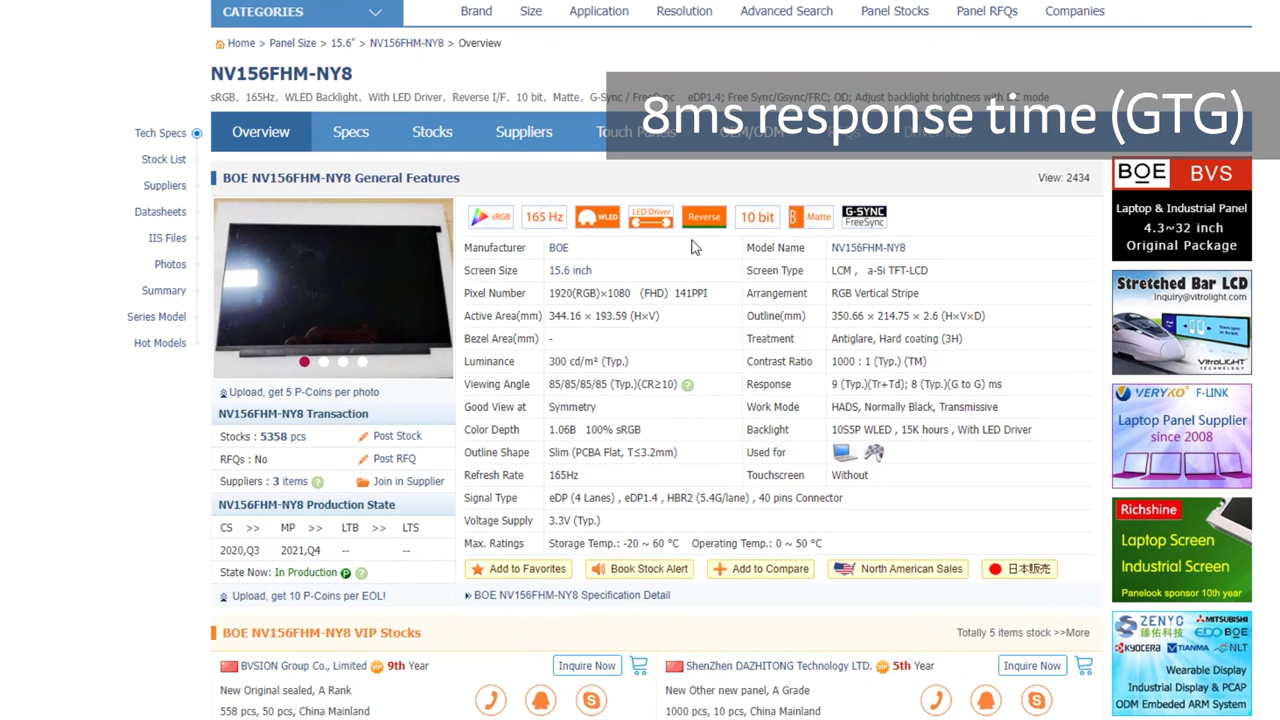 CATEGORIES
Brand Size Application Resolution Advanced Search Panel Stocks Panel RFQs Companies
Home > Panel Size > 15.6" > NV156FHM-NY8 > Overview
NV156FHM-NY8
sRGB, 165Hz, WLED Backlight, With LED Driver, Reverse I/F, 10 bit, Matte, G-Sync / FreeSync eDP1.4; Free Sync/Gsync/FRC; OD; Adjust backlight brightness with DC mode
8ms response time (GTG)
Overview Specs Stocks Suppliers Touch Panels OEM/ODM
Tech Specs
Stock List
Suppliers
Datasheets
IIS Files
Photos
Summary
Series Model
Hot Models
BOE NV156FHM-NY8 General Features View: 2434
sRGB 165 Hz WLED LED Driver Reverse 10 bit Matte G-SYNC FreeSync
Manufacturer BOE Model Name NV156FHM-NY8
Screen Size 15.6 inch Screen Type LCM , a-Si TFT-LCD
Pixel Number 1920(RGB)×1080 (FHD) 141PPI Arrangement RGB Vertical Stripe
Active Area(mm) 344.16 × 193.59 (H×V) Outline(mm) 350.66 × 214.75 × 2.6 (H×V×D)
Bezel Area(mm) - Treatment Antiglare, Hard coating (3H)
Luminance 300 cd/m² (Typ.) Contrast Ratio 1000 : 1 (Typ.) (TM)
Viewing Angle 85/85/85/85 (Typ.)(CR≥10) ? Response 9 (Typ.)(Tr+Td); 8 (Typ.)(G to G) ms
Good View at Symmetry Work Mode HADS, Normally Black, Transmissive
Color Depth 1.06B 100% sRGB Backlight 10S5P WLED , 15K hours , With LED Driver
Outline Shape Slim (PCBA Flat, T≤3.2mm) Used for
Refresh Rate 165Hz Touchscreen Without
Signal Type eDP (4 Lanes) , eDP1.4 , HBR2 (5.4G/lane) , 40 pins Connector
Voltage Supply 3.3V (Typ.)
Max. Ratings Storage Temp.: -20 ~ 60 °C Operating Temp.: 0 ~ 50 °C
Add to Favorites Book Stock Alert Add to Compare North American Sales 日本販売
BOE NV156FHM-NY8 Specification Detail
Upload, get 5 P-Coins per photo
NV156FHM-NY8 Transaction
Stocks : 5358 pcs Post Stock
RFQs : No Post RFQ
Suppliers : 3 items ? Join in Supplier
NV156FHM-NY8 Production State
CS >> MP >> LTB >> LTS
2020,Q3 2021,Q4 -- --
State Now: In Production P ?
Upload, get 10 P-Coins per EOL!
BOE NV156FHM-NY8 VIP Stocks Totally 5 items stock >>More
BVSION Group Co., Limited VIP 9th Year Inquire Now
New Original sealed, A Rank
558 pcs, 50 pcs, China Mainland
ShenZhen DAZHITONG Technology LTD. VIP 5th Year Inquire Now
New Other new panel, A Grade
1000 pcs, 10 pcs, China Mainland
BOE BVS
Laptop & Industrial Panel
4.3~32 inch
Original Package
Stretched Bar LCD
Inquiry@vitrolight.com
VITROLIGHT
TECHNOLOGY
VERYKO F-LINK
Laptop Panel Supplier
since 2008
Richshine
Laptop Screen
Industrial Screen
Panelook sponsor 10th year
ZENYO 臻佑科技 MITSUBISHI
EDO BOE
KYOCERA TIANMA NLT
Wearable Display
Industrial Display & PCAP
ODM Embeded ARM System